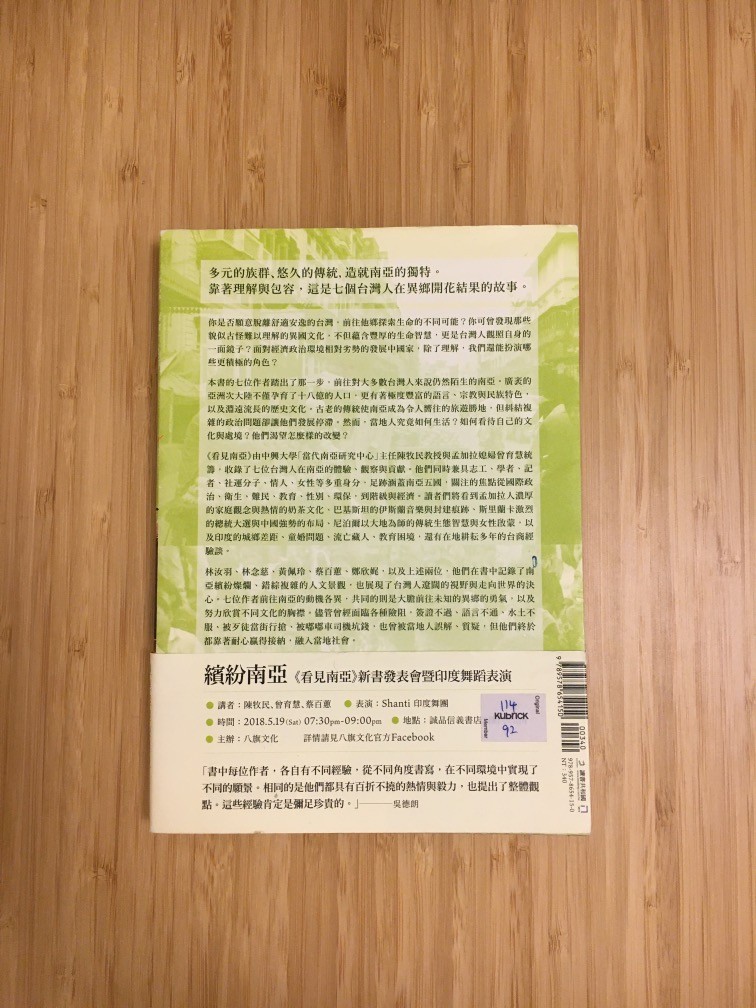 多元的族群、悠久的傳統,造就南亞的獨特。
靠著理解與包容,這是七個台灣人在異鄉開花結果的故事。
你是否願意脫離舒適安逸的台灣,前往他鄉探索生命的不同可能?你可曾發現那些
貌似古怪難以理解的異國文化,不但蘊含豐厚的生命智慧,更是台灣人觀照自身的
一面鏡子?面對經濟政治環境相對劣勢的發展中國家,除了理解,我們還能扮演哪
些更積極的角色?
本書的七位作者踏出了那一步,前往對大多數台灣人來說仍然陌生的南亞。廣袤的
亞洲次大陸不僅孕育了十八億的人口,更有著極度豐富的語言、宗教與民族特色,
以及淵遠流長的歷史文化。古老的傳統使南亞成為令人嚮往的旅遊勝地,但糾結複
雜的政治問題卻讓他們發展停滯。然而,當地人究竟如何生活?如何看待自己的文
化與處境?他們渴望怎麼樣的改變?
《看見南亞》由中興大學「當代南亞研究中心」主任陳牧民教授與孟加拉媳婦曾育慧統
籌,收錄了七位台灣人在南亞的體驗、觀察與貢獻。他們同時兼具志工、學者、記
者、社運分子、情人、女性等多重身分,足跡涵蓋南亞五國,關注的焦點從國際政
治、衛生、難民、教育、性別、環保,到階級與經濟。讀者們將看到孟加拉人濃厚
的家庭觀念與熱情的奶茶文化、巴基斯坦的伊斯蘭音樂與封建痕跡、斯里蘭卡激烈
的總統大選與中國強勢的布局、尼泊爾以大地為師的傳統生態智慧與女性啟蒙,以
及印度的城鄉差距、童婚問題、流亡藏人、教育困境,還有在地耕耘多年的台商經
驗談。
林汝羽、林念慈、黃佩玲、蔡百蕙、鄭欣娓,以及上述兩位,他們在書中記錄了南
亞繽紛燦爛、錯綜複雜的人文景觀,也展現了台灣人遼闊的視野與走向世界的決
心。七位作者前往南亞的動機各異,共同的則是大膽前往未知的異鄉的勇氣,以及
努力欣賞不同文化的胸襟。儘管曾經面臨各種險阻,簽證不過、語言不通、水土不
服、被歹徒當街行搶、被嘟嘟車司機坑錢,也曾被當地人誤解、質疑,但他們終於
都靠著耐心贏得接納,融入當地社會。
繽紛南亞《看見南亞》新書發表會暨印度舞蹈表演
● 講者:陳牧民、曾育慧、蔡百蕙 ● 表演:Shanti 印度舞團
● 時間:2018.5.19(Sat) 07:30pm-09:00pm ● 地點:誠品信義書店
● 主辦:八旗文化 詳情請見八旗文化官方Facebook
Original
114
kubrick
92
Member
「書中每位作者,各自有不同經驗,從不同角度書寫,在不同環境中實現了
不同的願景。相同的是他們都具有百折不撓的熱情與毅力,也提出了整體觀
點。這些經驗肯定是彌足珍貴的。」———吳德朗
9 789578 654150
00340
讀書共和國
978-957-8654-15-0
NT:340